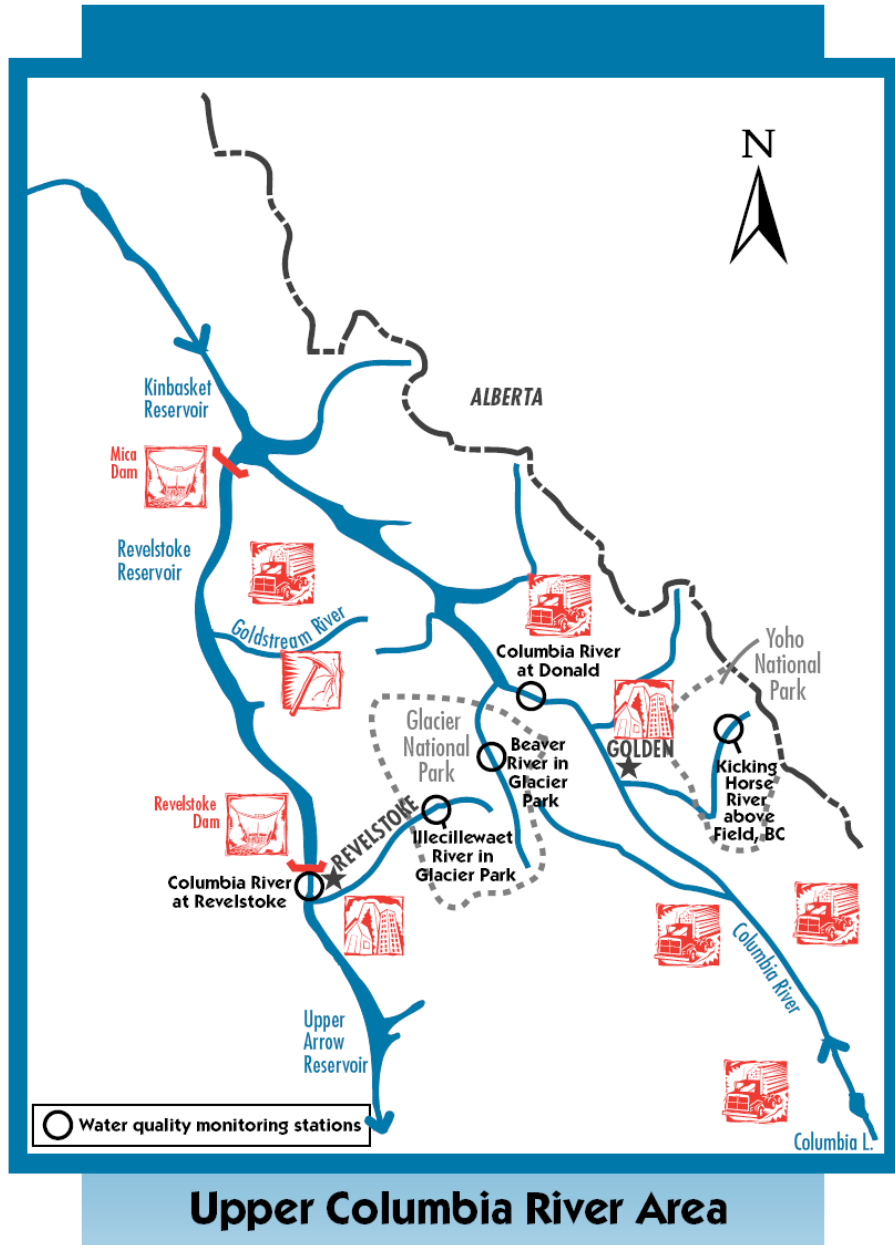 N
Kinbasket
Reservoir
ALBERTA
Mica
Dam
Revelstoke
Reservoir
Goldstream River
Columbia River
at Donald
Yoho
National
Park
Glacier
National
Park
Beaver
River in
Glacier
Park
GOLDEN
Kicking
Horse
River
above
Field, BC
Revelstoke
Dam
REVELSTOKE
Illecillewaet
River in
Glacier Park
Columbia River
at Revelstoke
Columbia River
Upper
Arrow
Reservoir
Water quality monitoring stations
Columbia L.
Upper Columbia River Area